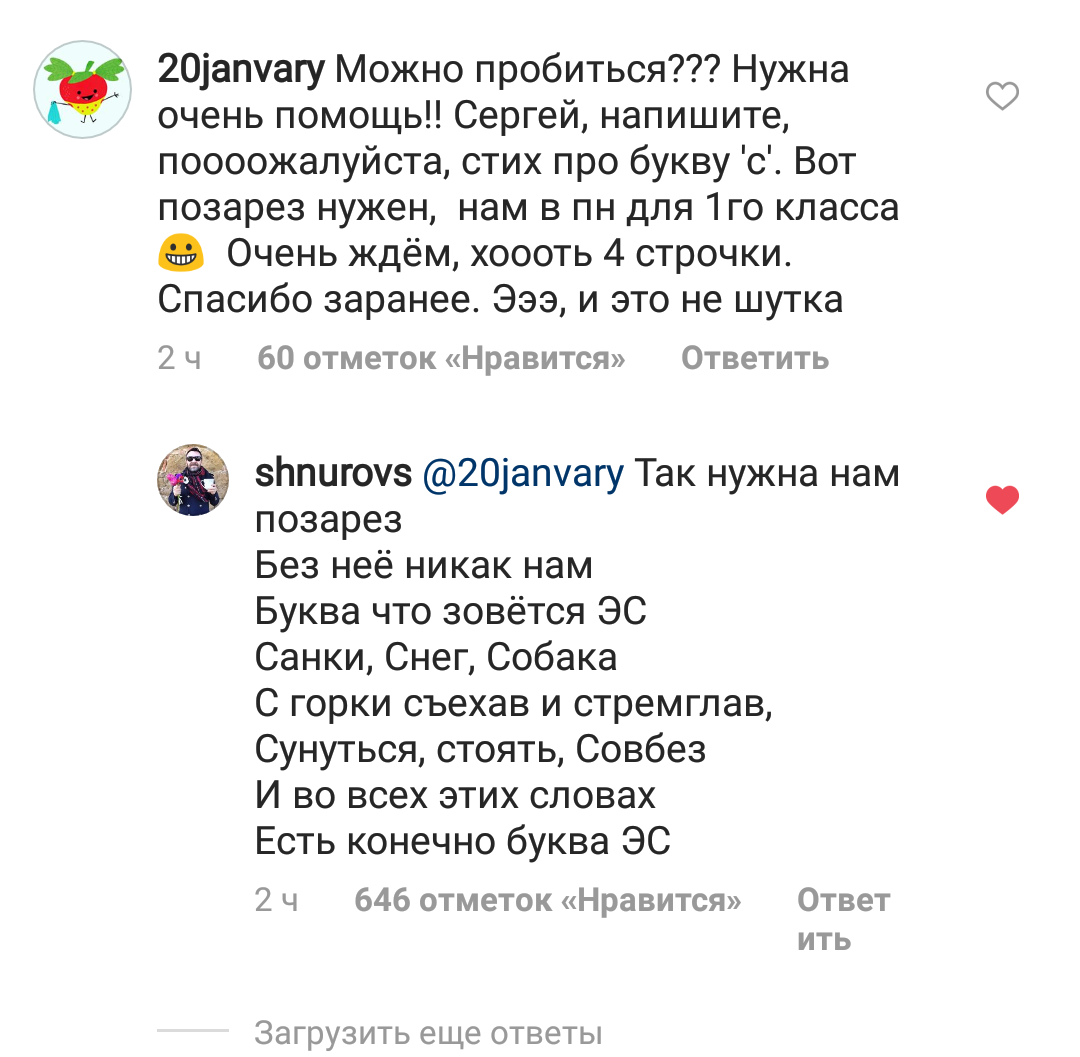 20janvary Можно пробиться??? Нужна
очень помощь!! Сергей, напишите,
поооожалуйста, стих про букву 'с'. Вот
позарез нужен, нам в пн для 1го класса
😀 Очень ждём, хоооть 4 строчки.
Спасибо заранее. Эээ, и это не шутка
2 ч 60 отметок «Нравится» Ответить
shnurovs @20janvary Так нужна нам
позарез
Без неё никак нам
Буква что зовётся ЭС
Санки, Снег, Собака
С горки съехав и стремглав,
Сунуться, стоять, Совбез
И во всех этих словах
Есть конечно буква ЭС
2 ч 646 отметок «Нравится» Ответ
ить
Загрузить еще ответы